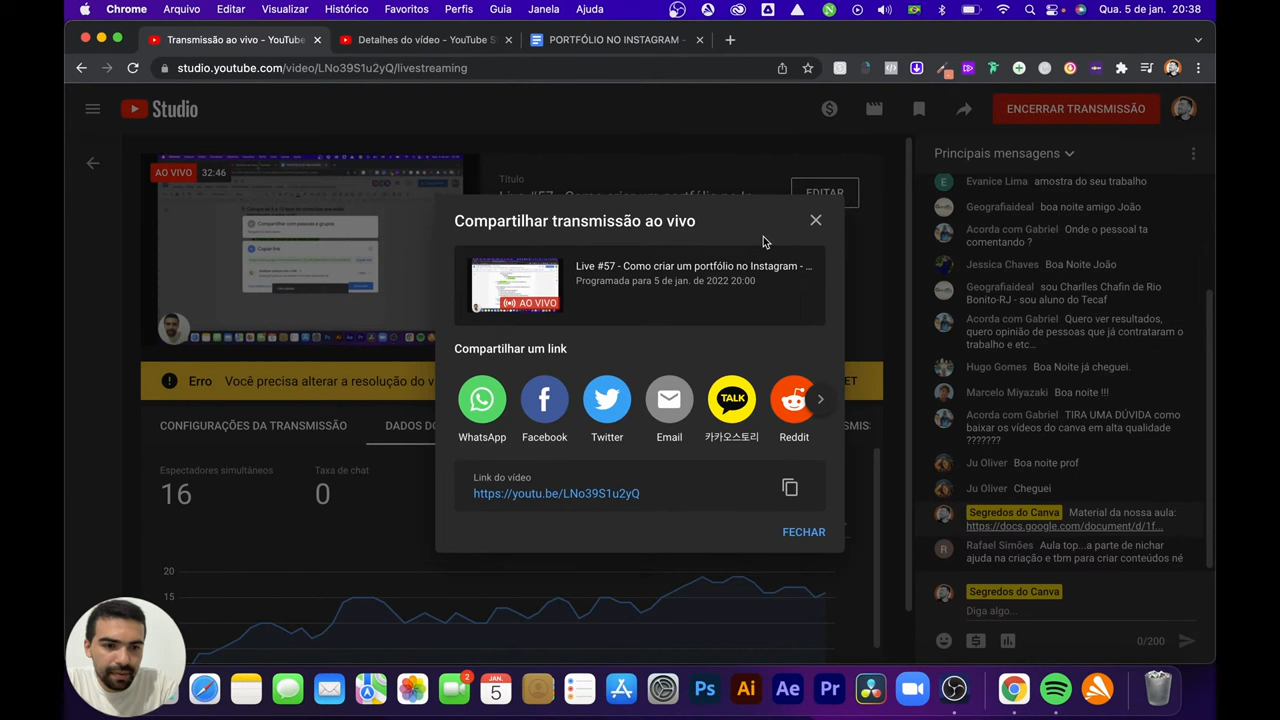 Chrome Arquivo Editar Visualizar Histórico Favoritos Perfis Guia Janela Ajuda Qua. 5 de jan. 20:38
Transmissão ao vivo - YouTube
Detalhes do vídeo - YouTube S
PORTFÓLIO NO INSTAGRAM -
studio.youtube.com/video/LNo39S1u2yQ/livestreaming
Studio
ENCERRAR TRANSMISSÃO
AO VIVO 32:46
Título
EDITAR
Erro Você precisa alterar a resolução do v
CONFIGURAÇÕES DA TRANSMISSÃO
DADOS DO
Espectadores simultâneos
16
Taxa de chat
0
20
15
Compartilhar transmissão ao vivo
Live #57 - Como criar um portfólio no Instagram - ...
Programada para 5 de jan. de 2022 20:00
AO VIVO
Compartilhar um link
TALK
WhatsApp Facebook Twitter Email 카카오스토리 Reddit
Link do vídeo
https://youtu.be/LNo39S1u2yQ
FECHAR
Principais mensagens
E Evanice Lima amostra do seu trabalho
Geografiaideal boa noite amigo João
Acorda com Gabriel Onde o pessoal ta
comentando ?
Jessica Chaves Boa Noite João
Geografiaideal sou Charlles Chafin de Rio
Bonito-RJ - sou aluno do Tecaf
Acorda com Gabriel Quero ver resultados,
quero opinião de pessoas que já contrataram o
trabalho e etc...
Hugo Gomes Boa Noite já cheguei.
Marcelo Miyazaki Boa noite !!!
Acorda com Gabriel TIRA UMA DÚVIDA como
baixar os vídeos do canva em alta qualidade
???????
Ju Oliver Boa noite prof
Ju Oliver Cheguei
Segredos do Canva Material da nossa aula:
https://docs.google.com/document/d/1f...
R Rafael Simões Aula top...a parte de nichar
ajuda na criação e tbm para criar conteúdos né
Segredos do Canva
Diga algo...
0/200
2
JAN.
5
Ps Ai Ae Pr